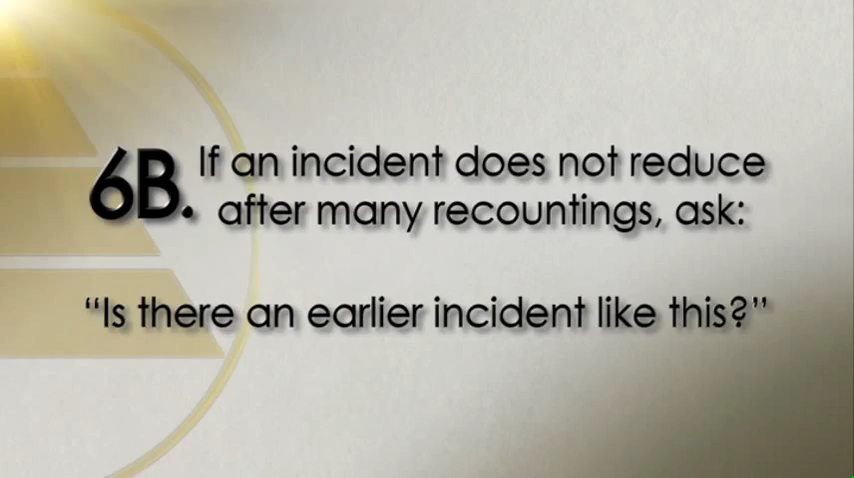 6B. If an incident does not reduce
after many recountings, ask:
“Is there an earlier incident like this?”